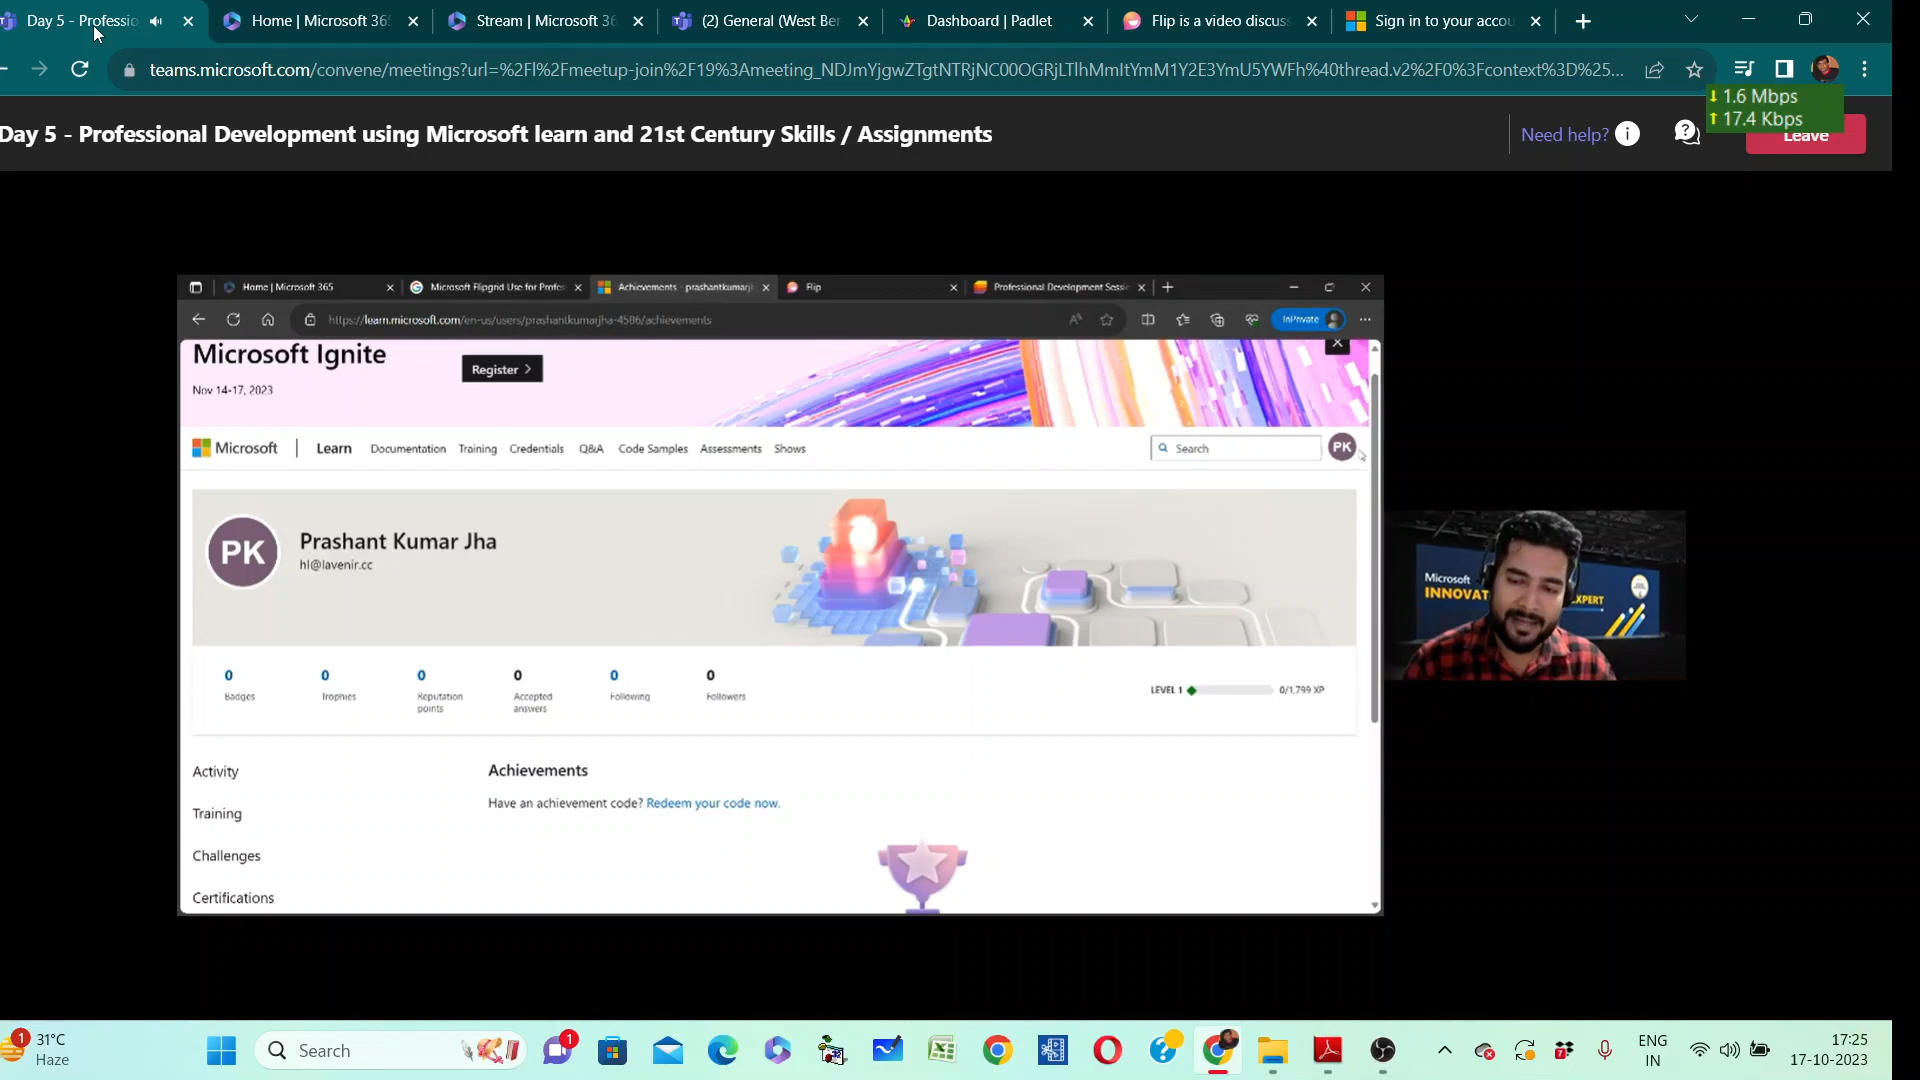 Day 5 - Professio
Home | Microsoft 36
Stream | Microsoft 36
(2) General (West Ber
Dashboard | Padlet
Flip is a video discuss
Sign in to your accou
teams.microsoft.com/convene/meetings?url=%2Fl%2Fmeetup-join%2F19%3Ameeting_NDJmYjgwZTgtNTRjNC00OGRjLTlhMmItYmM1Y2E3YmU5YWFh%40thread.v2%2F0%3Fcontext%3D%25...
1.6 Mbps
17.4 Kbps
Day 5 - Professional Development using Microsoft learn and 21st Century Skills / Assignments
Need help?
Leave
Home | Microsoft 365
Microsoft Flipgrid Use for Profes
Achievements - prashantkumarj
Flip
Professional Development Sessi
https://learn.microsoft.com/en-us/users/prashantkumarjha-4586/achievements
InPrivate
Microsoft Ignite
Register >
Nov 14-17, 2023
Microsoft | Learn Documentation Training Credentials Q&A Code Samples Assessments Shows
Search
PK
PK
Prashant Kumar Jha
hl@lavenir.cc
0 0 0 0 0 0
Badges Trophies Reputation points Accepted answers Following Followers
LEVEL 1 0/1,799 XP
Microsoft
INNOVAT XPERT
Activity
Training
Challenges
Certifications
Achievements
Have an achievement code? Redeem your code now.
1
31°C
Haze
Search
1
7
ENG
IN
17:25
17-10-2023